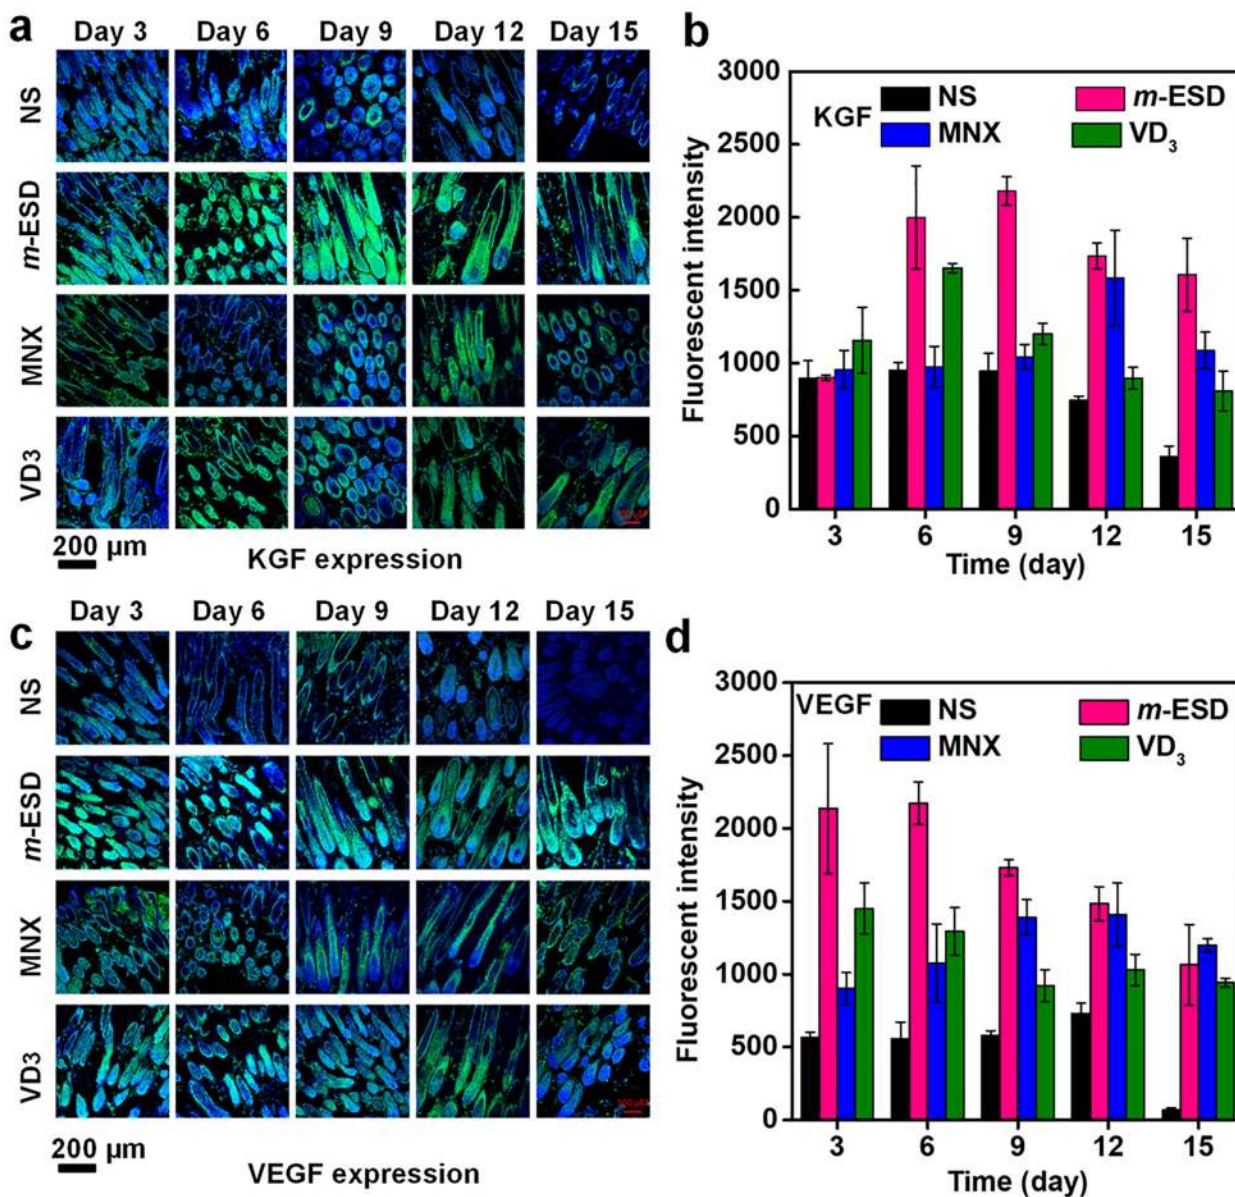 a
Day 3 Day 6 Day 9 Day 12 Day 15
NS
m-ESD
MNX
VD3
200 µm
KGF expression
b
3000
2500
2000
1500
1000
500
0
KGF
NS m-ESD
MNX VD₃
Fluorescent intensity
3 6 9 12 15
Time (day)
c
Day 3 Day 6 Day 9 Day 12 Day 15
NS
m-ESD
MNX
VD3
200 µm
VEGF expression
d
3000
2500
2000
1500
1000
500
0
VEGF
NS m-ESD
MNX VD₃
Fluorescent intensity
3 6 9 12 15
Time (day)